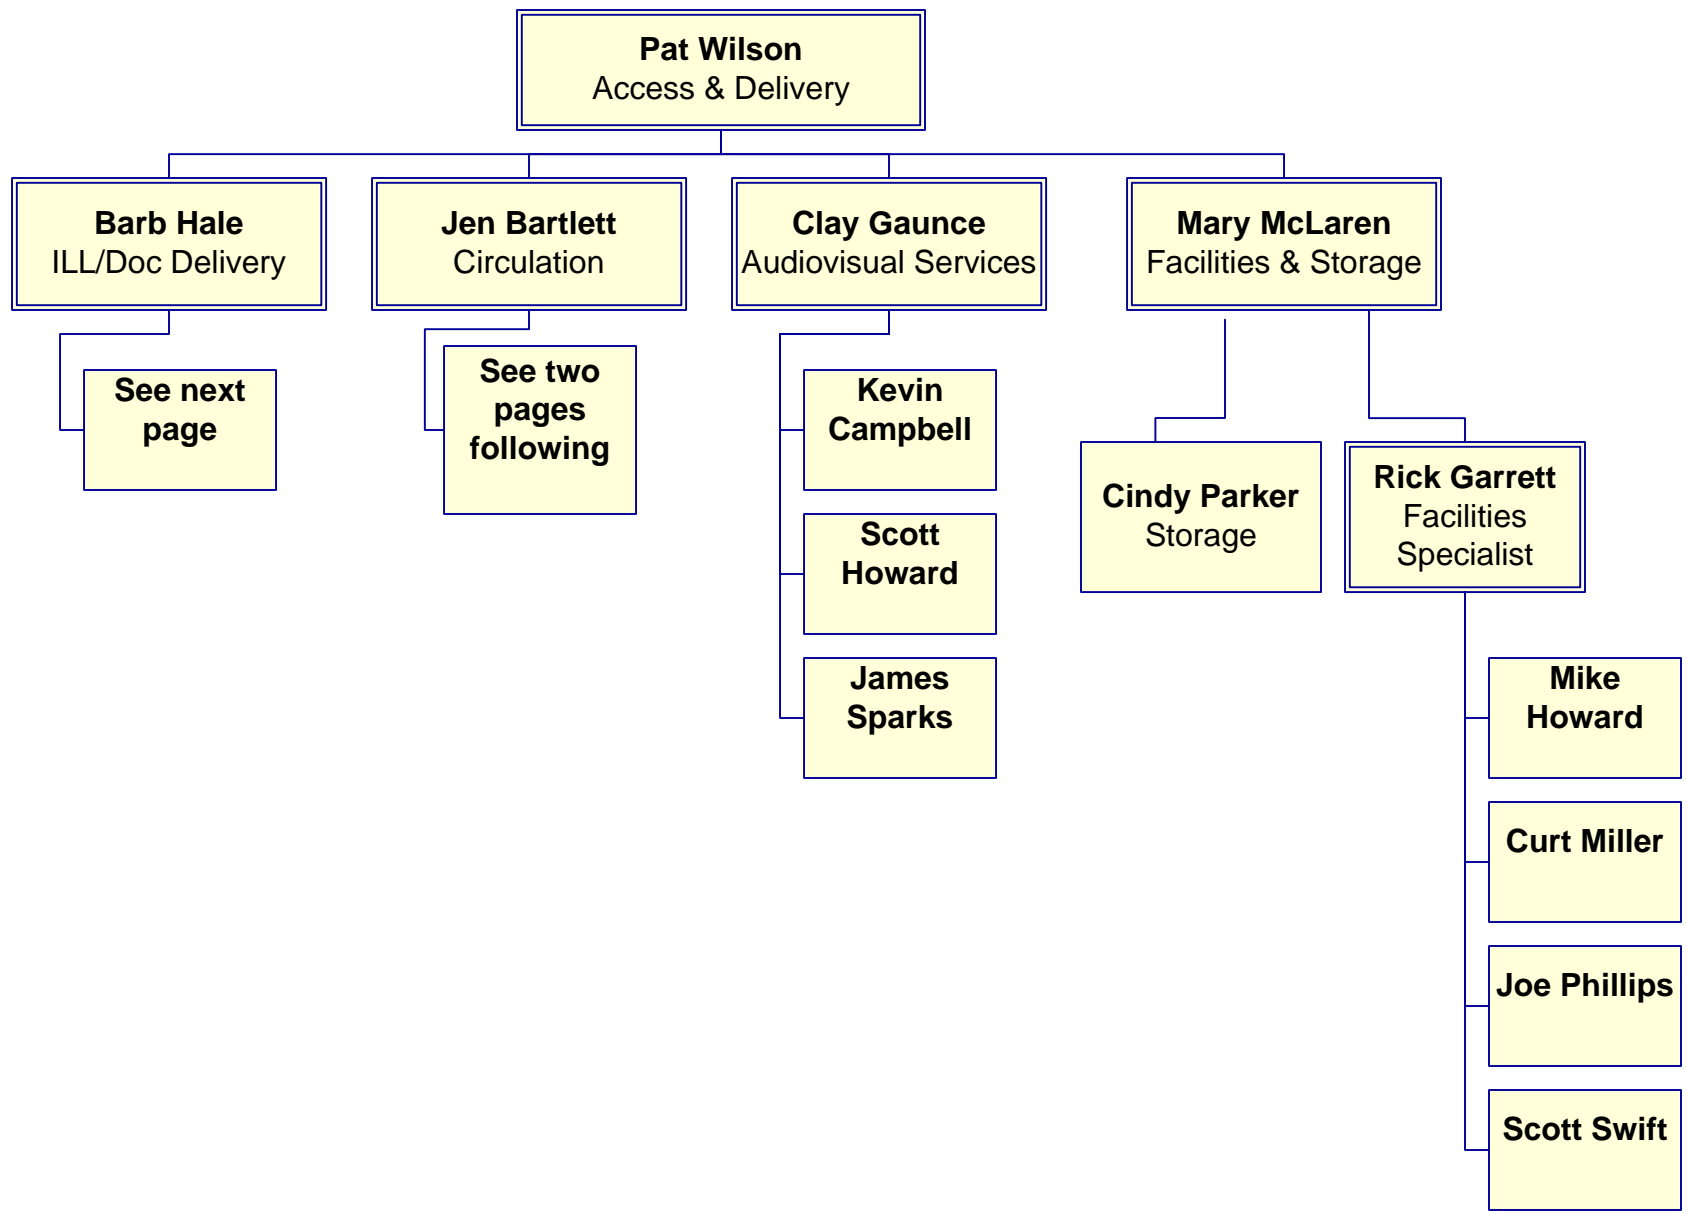 Pat Wilson
Access & Delivery
Barb Hale
ILL/Doc Delivery
Jen Bartlett
Circulation
Clay Gaunce
Audiovisual Services
Mary McLaren
Facilities & Storage
See next
page
See two
pages
following
Kevin
Campbell
Scott
Howard
James
Sparks
Cindy Parker
Storage
Rick Garrett
Facilities
Specialist
Mike
Howard
Curt Miller
Joe Phillips
Scott Swift